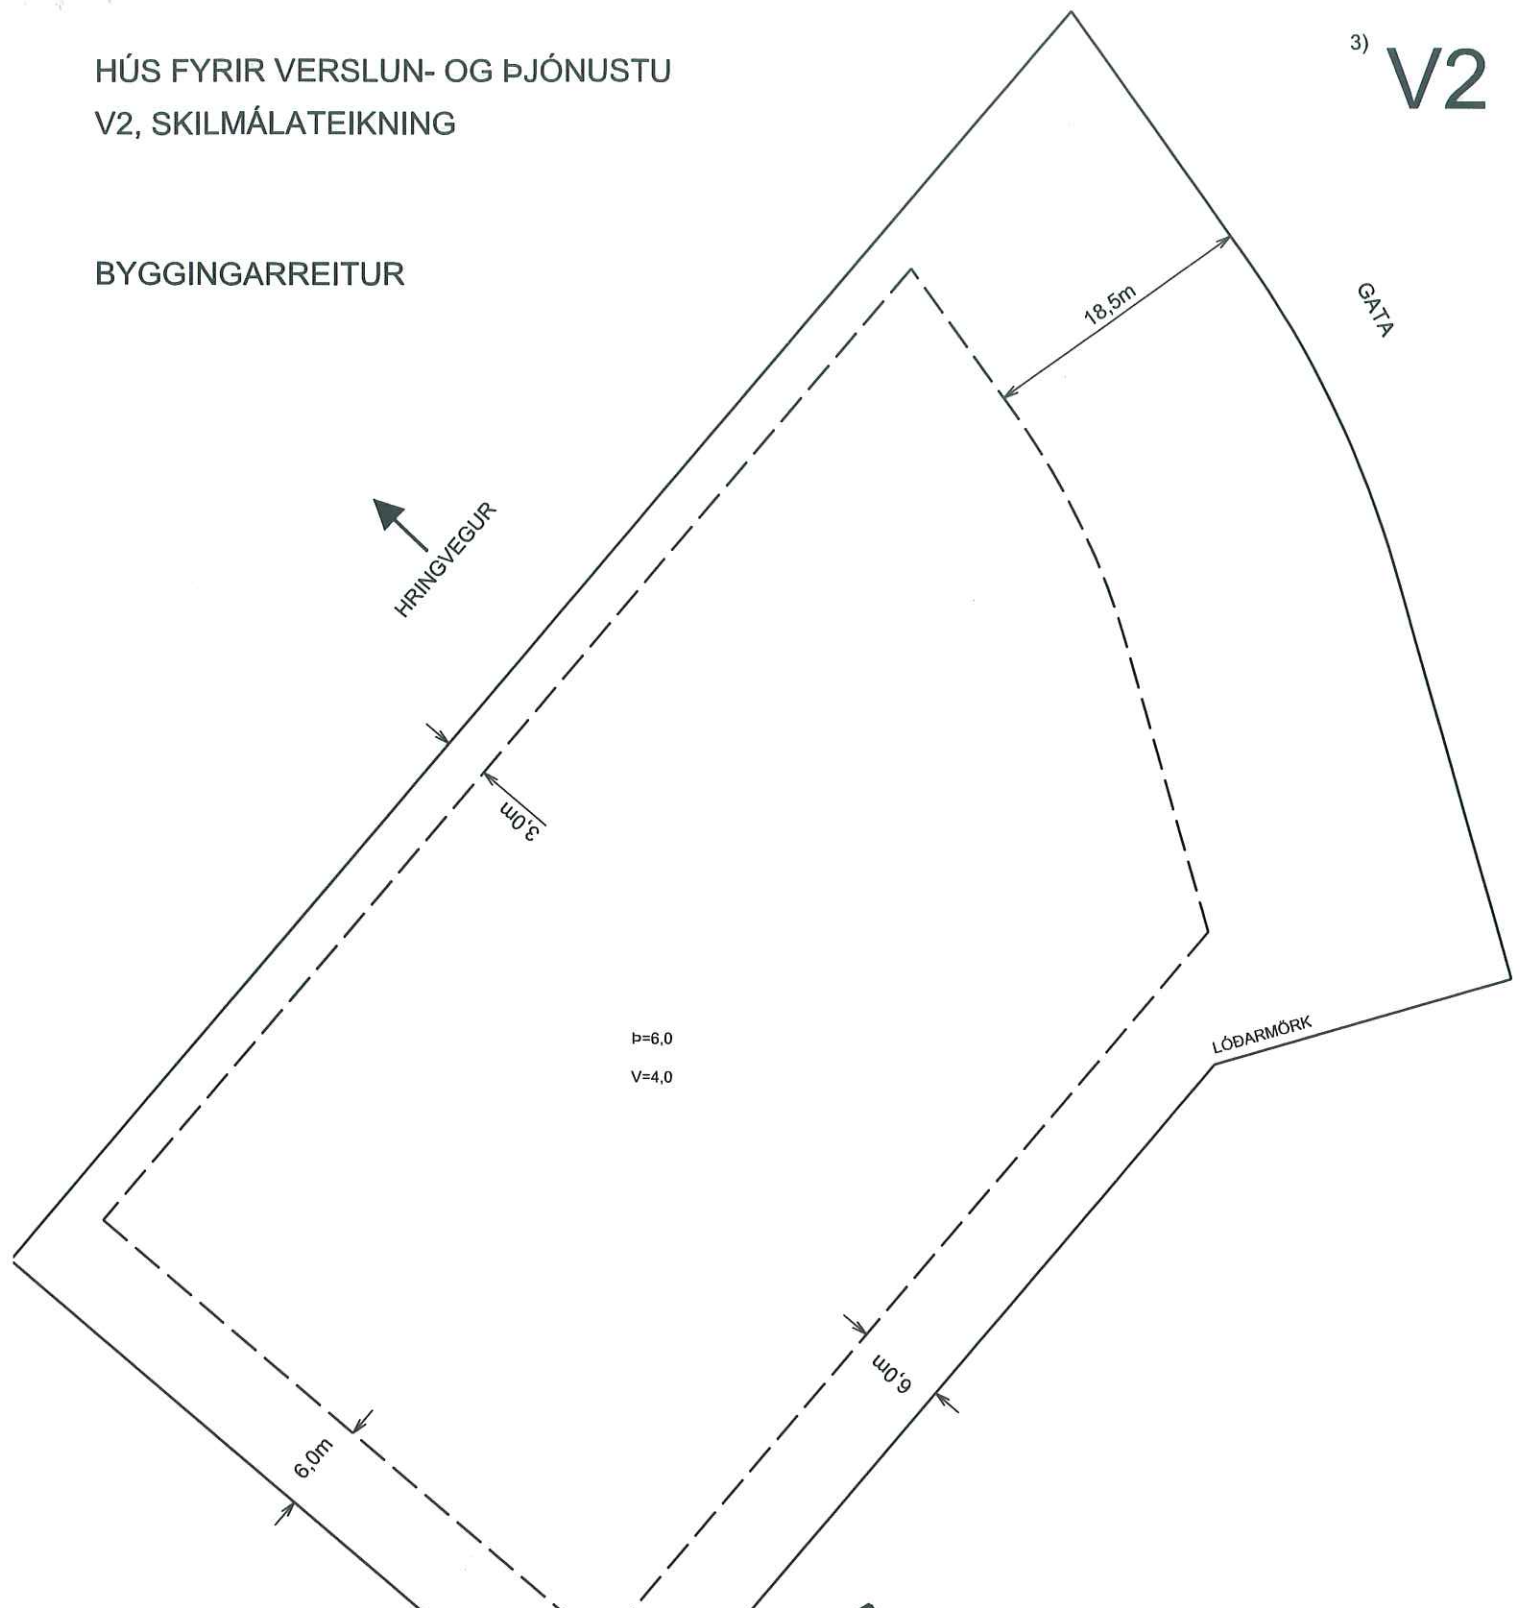 HÚS FYRIR VERSLUN- OG ÞJÓNUSTU
V2, SKILMÁLATEIKNING
3) V2
BYGGINGARREITUR
18,5m
GATA
HRINGVEGUR
3,0m
Þ=6,0
V=4,0
LÓÐARMÖRK
6,0m
6,0m